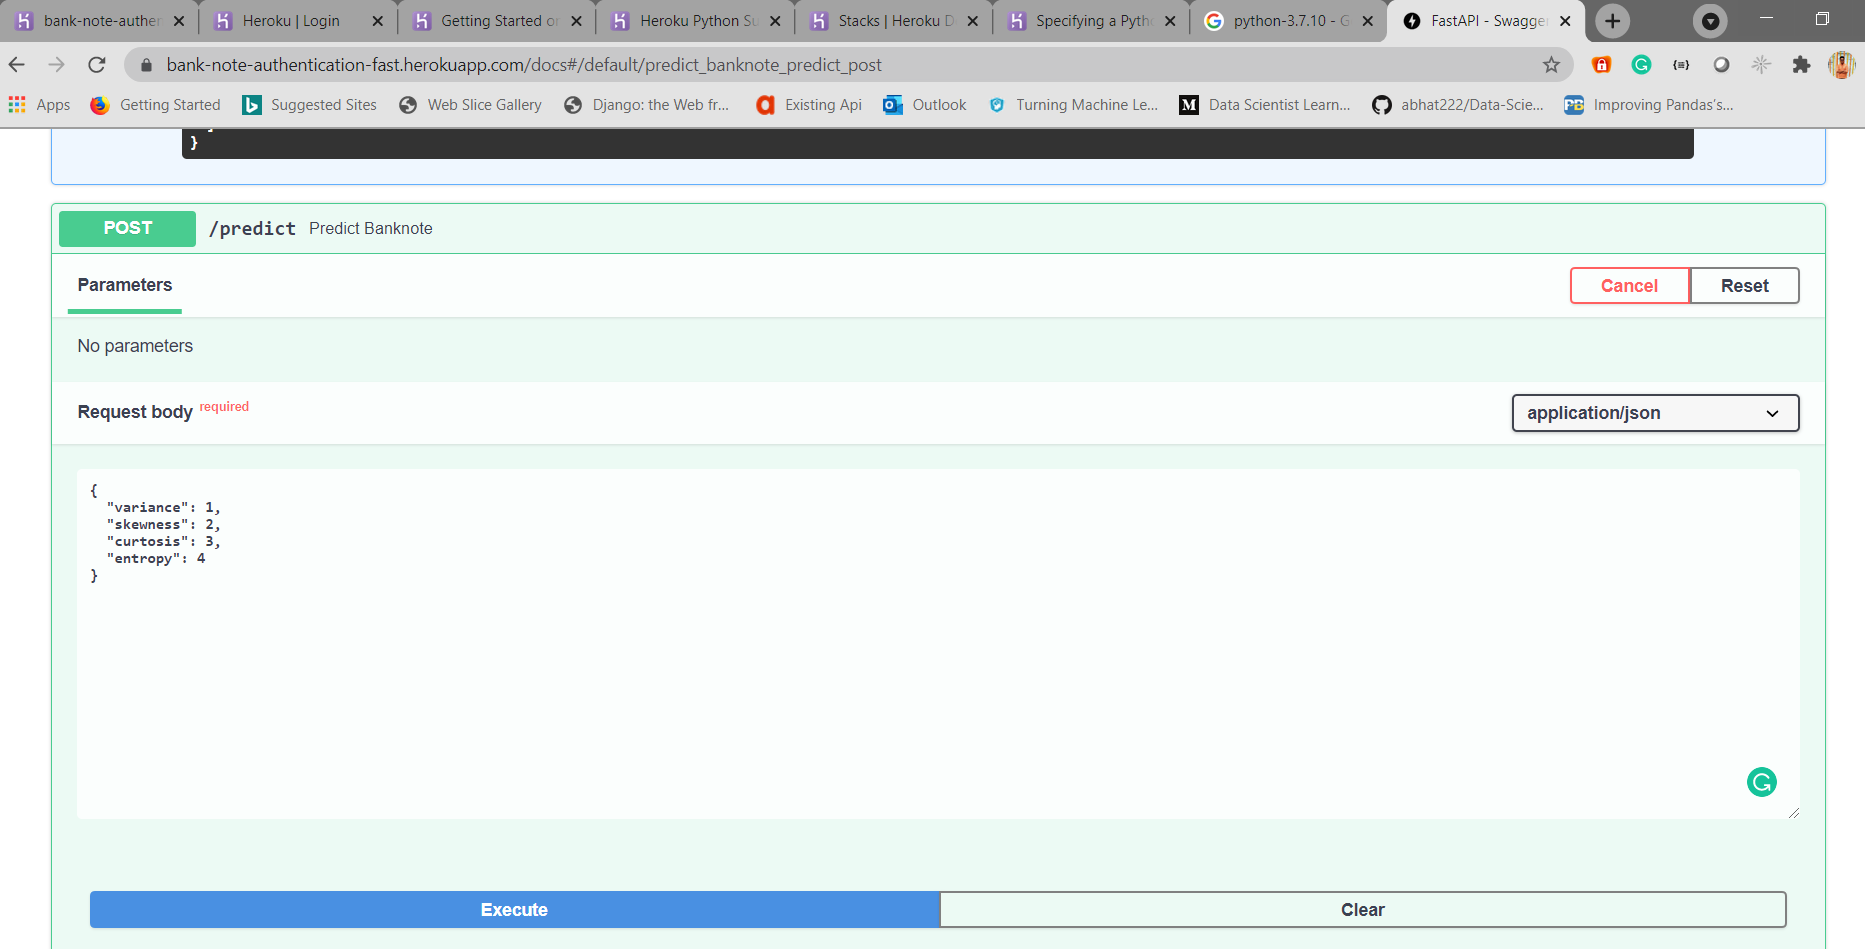 bank-note-authen
Heroku | Login
Getting Started on
Heroku Python Su
Stacks | Heroku D
Specifying a Pytho
python-3.7.10 - G
FastAPI - Swagger
bank-note-authentication-fast.herokuapp.com/docs#/default/predict_banknote_predict_post
Apps
Getting Started
Suggested Sites
Web Slice Gallery
Django: the Web fr...
Existing Api
Outlook
Turning Machine Le...
Data Scientist Learn...
abhat222/Data-Scie...
Improving Pandas's...
}
POST /predict Predict Banknote
Parameters
Cancel
Reset
No parameters
Request body required
application/json
{
"variance": 1,
"skewness": 2,
"curtosis": 3,
"entropy": 4
}
Execute
Clear